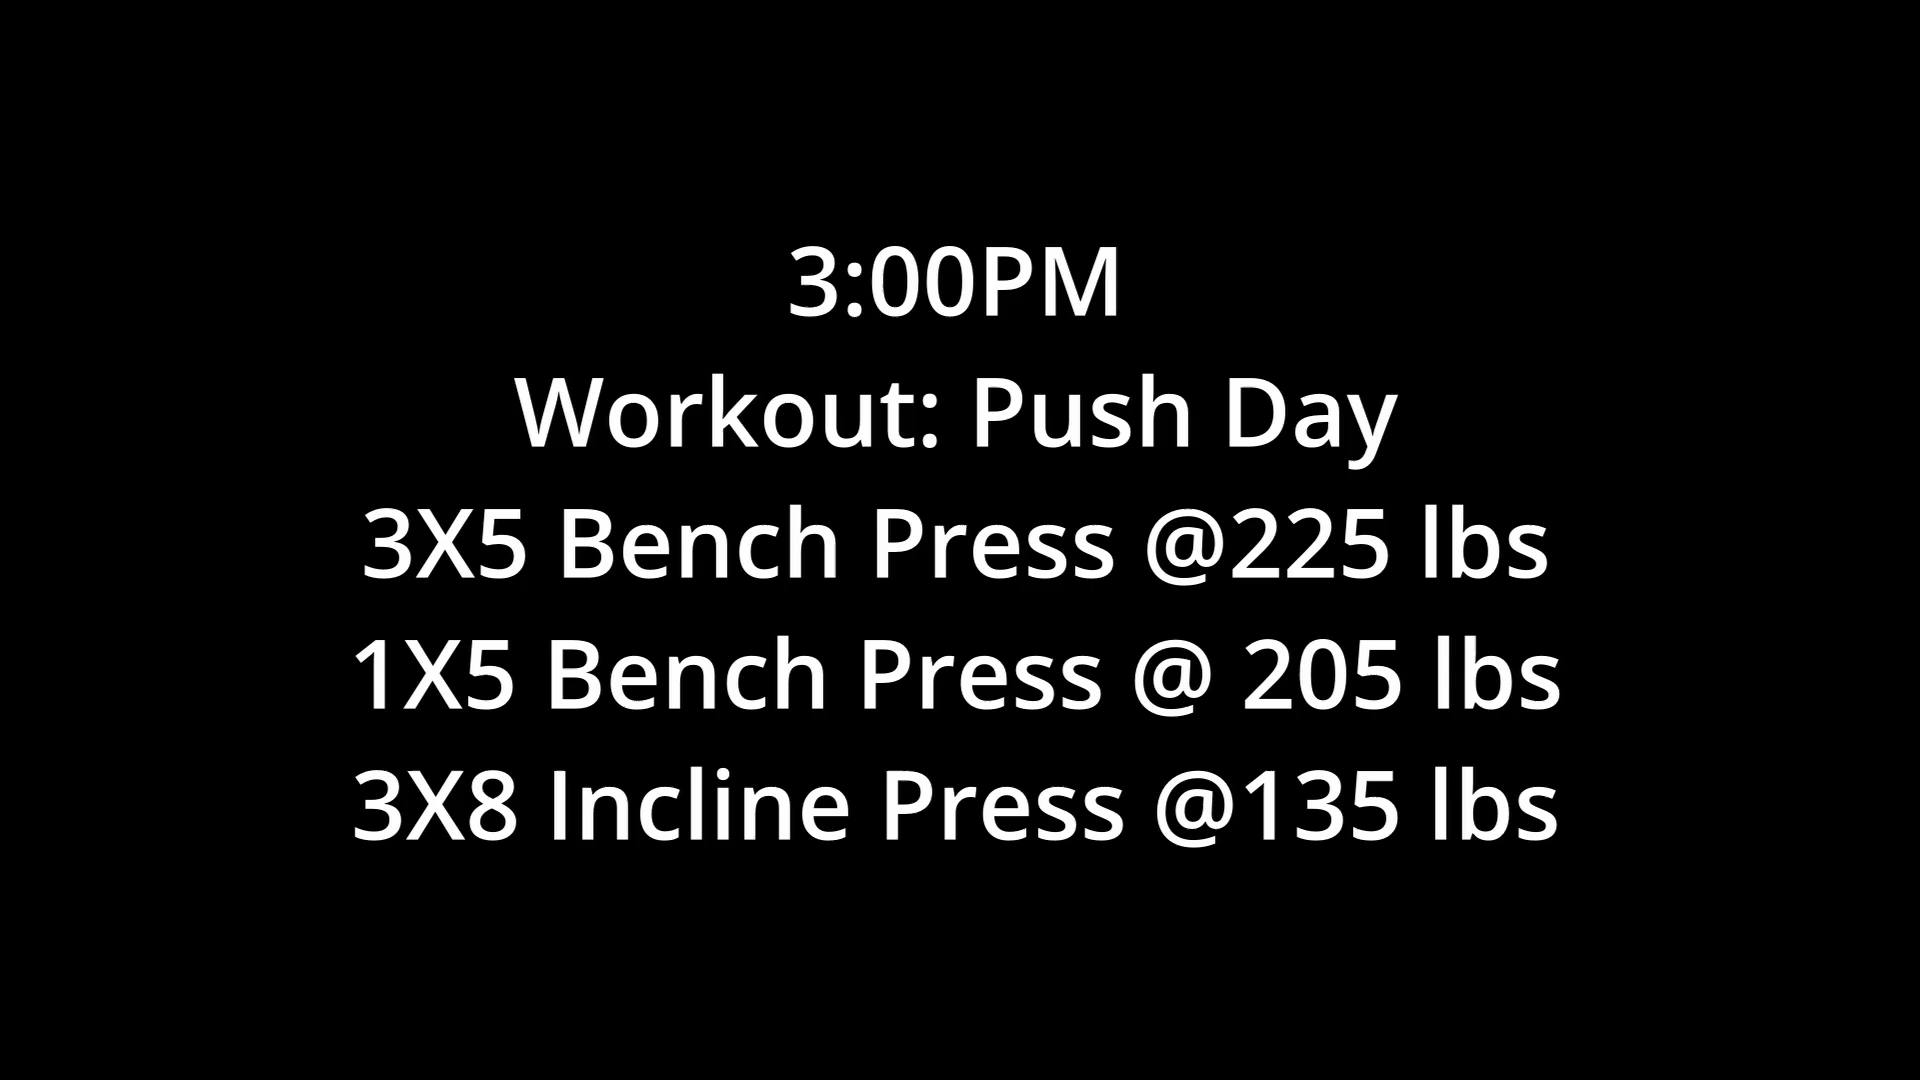 3:00PM
Workout: Push Day
3X5 Bench Press @225 lbs
1X5 Bench Press @ 205 lbs
3X8 Incline Press @135 lbs